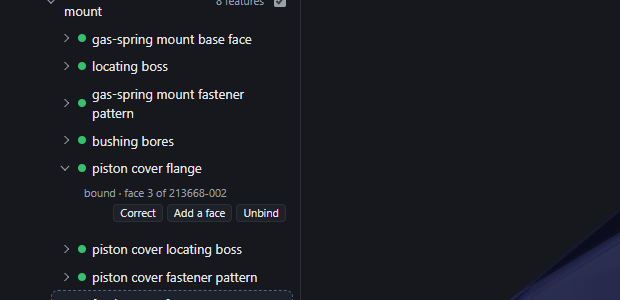 8 features
mount
gas-spring mount base face
locating boss
gas-spring mount fastener
pattern
bushing bores
piston cover flange
bound · face 3 of 213668-002
Correct Add a face Unbind
piston cover locating boss
piston cover fastener pattern